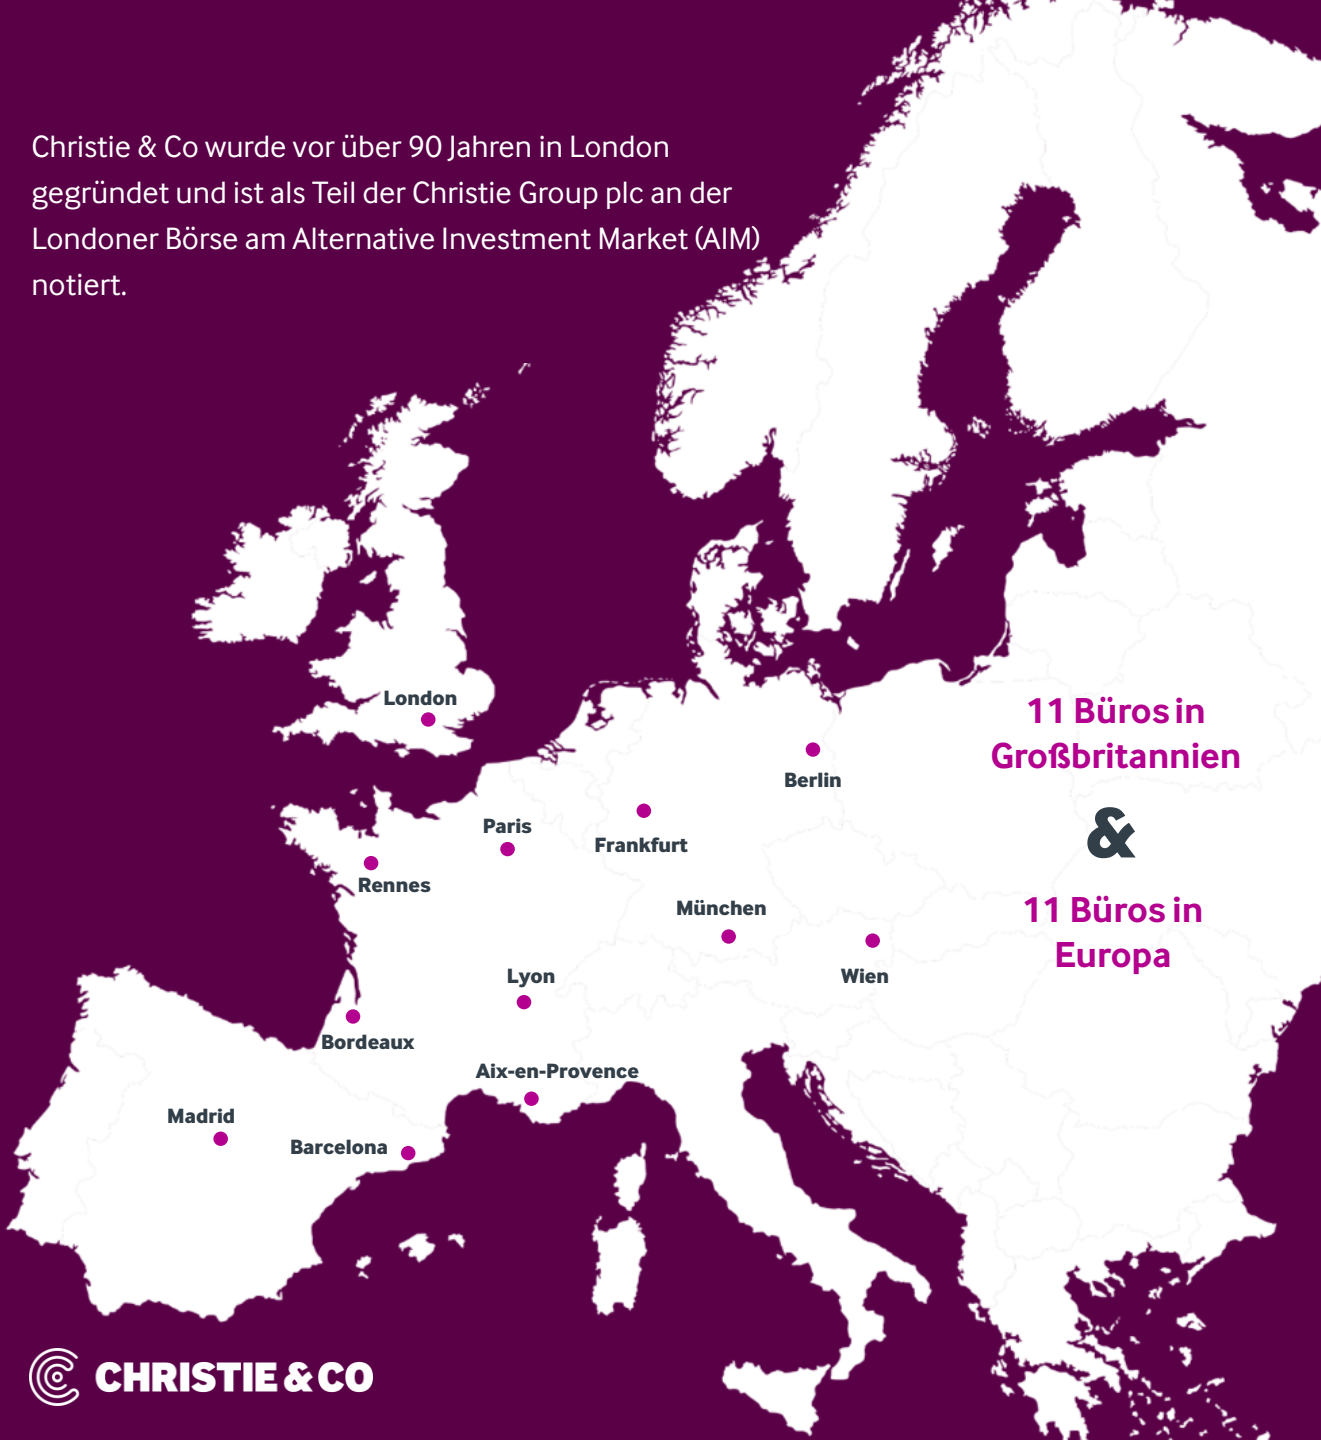 Christie & Co wurde vor über 90 Jahren in London
gegründet und ist als Teil der Christie Group plc an der
Londoner Börse am Alternative Investment Market (AIM)
notiert.
London
Berlin
Paris
Frankfurt
Rennes
München
Lyon
Wien
Bordeaux
Aix-en-Provence
Madrid
Barcelona
11 Büros in
Großbritannien
&
11 Büros in
Europa
CHRISTIE & CO